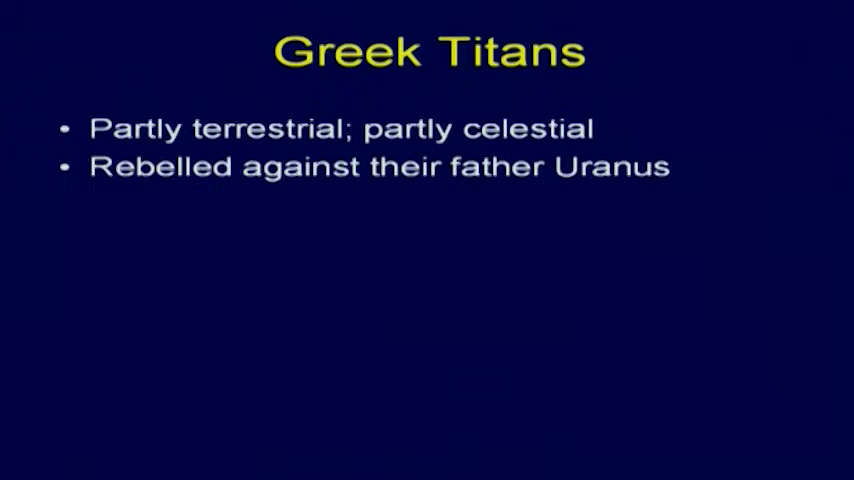 Greek Titans
• Partly terrestrial; partly celestial
• Rebelled against their father Uranus